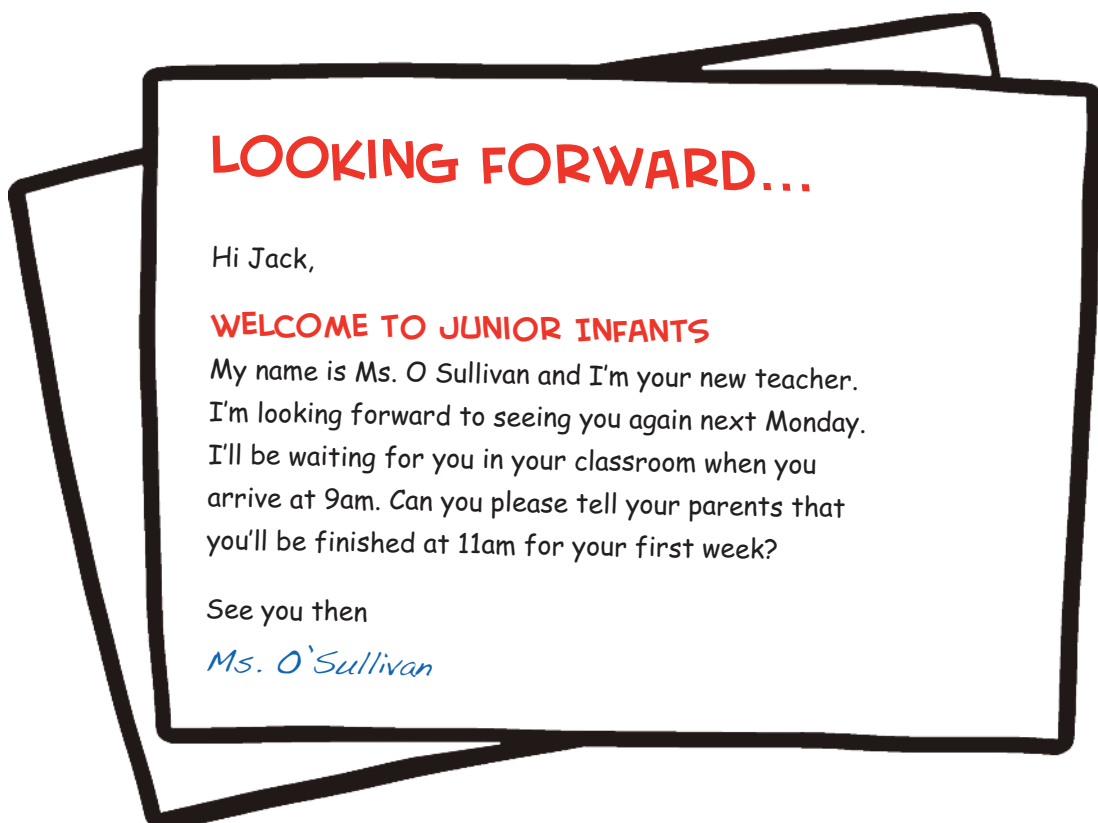 LOOKING FORWARD...
Hi Jack,
WELCOME TO JUNIOR INFANTS
My name is Ms. O Sullivan and I'm your new teacher.
I'm looking forward to seeing you again next Monday.
I'll be waiting for you in your classroom when you
arrive at 9am. Can you please tell your parents that
you'll be finished at 11am for your first week?
See you then
Ms. O'Sullivan